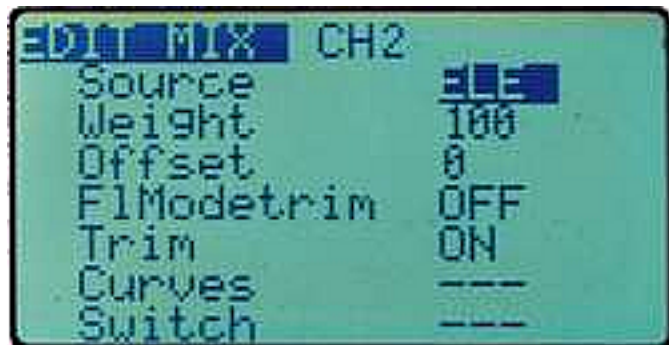 EDIT MIX CH2
Source ELE
Weight 100
Offset 0
FlModetrim OFF
Trim ON
Curves ---
Switch ---